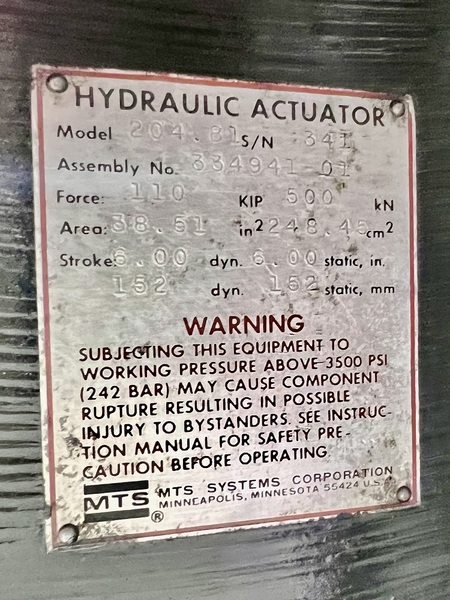 HYDRAULIC ACTUATOR
Model 204.81 S/N 341
Assembly No. 334941-01
Force: 110 KIP 500 kN
Area: 38.51 in2 248.45 cm2
Stroke: 6.00 dyn. 6.00 static, in.
152 dyn. 152 static, mm
WARNING
SUBJECTING THIS EQUIPMENT TO
WORKING PRESSURE ABOVE 3500 PSI
(242 BAR) MAY CAUSE COMPONENT
RUPTURE RESULTING IN POSSIBLE
INJURY TO BYSTANDERS. SEE INSTRUC-
TION MANUAL FOR SAFETY PRE-
CAUTION BEFORE OPERATING
MTS ® MTS SYSTEMS CORPORATION
MINNEAPOLIS, MINNESOTA 55424 U.S.A.